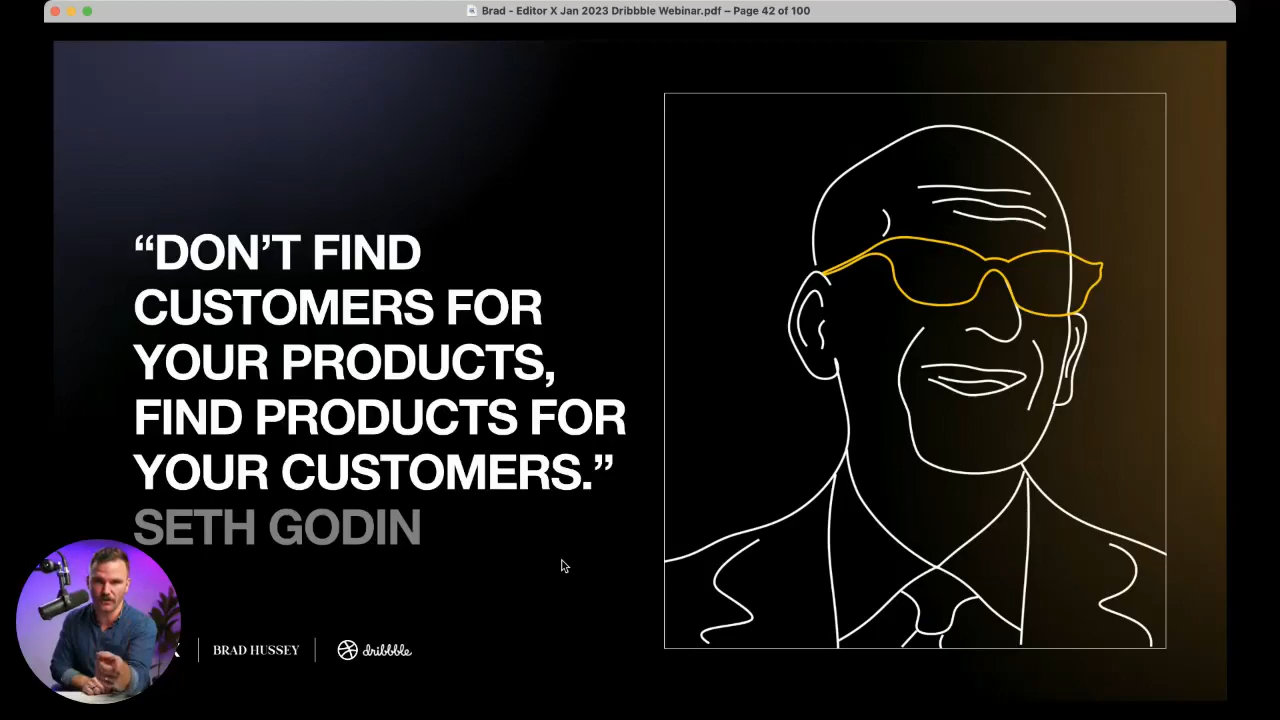 Brad - Editor X Jan 2023 Dribbble Webinar.pdf – Page 42 of 100
“DON’T FIND
CUSTOMERS FOR
YOUR PRODUCTS,
FIND PRODUCTS FOR
YOUR CUSTOMERS.”
SETH GODIN
BRAD HUSSEY
dribbble